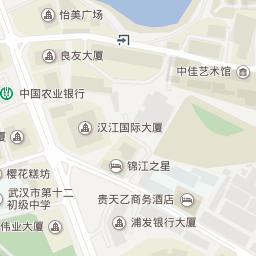 怡美广场
良友大厦
中佳艺术馆
中国农业银行
汉江国际大厦
锦江之星
樱花糕坊
武汉市第十二
初级中学
贵天乙商务酒店
伟业大厦
浦发银行大厦